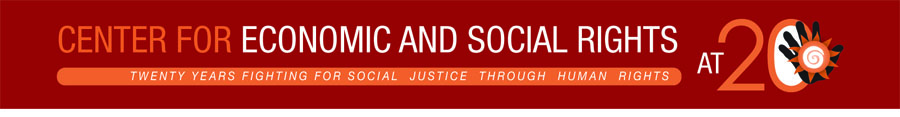 CENTER FOR ECONOMIC AND SOCIAL RIGHTS
TWENTY YEARS FIGHTING FOR SOCIAL JUSTICE THROUGH HUMAN RIGHTS
AT 20